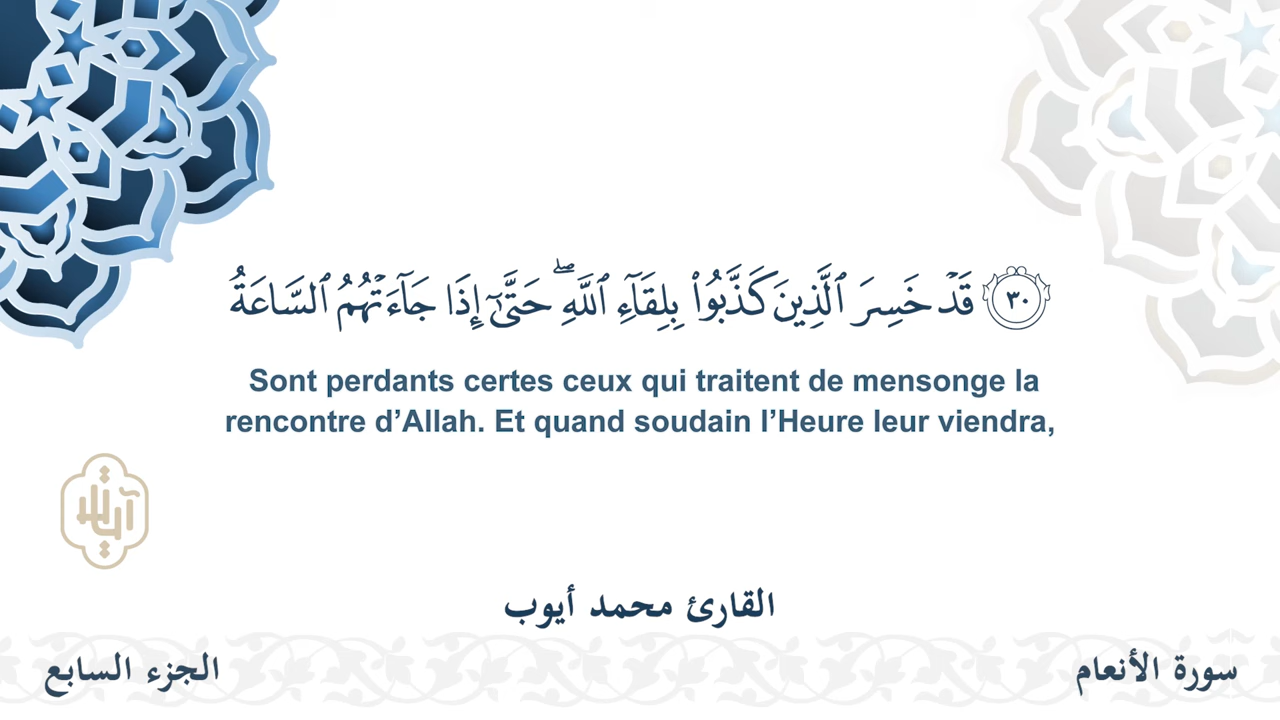 ٣٠ قَدْ خَسِرَ ٱلَّذِينَ كَذَّبُوا۟ بِلِقَآءِ ٱللَّهِ ۖ حَتَّىٰٓ إِذَا جَآءَتْهُمُ ٱلسَّاعَةُ
Sont perdants certes ceux qui traitent de mensonge la
rencontre d’Allah. Et quand soudain l’Heure leur viendra,
آيات
القارئ محمد أيوب
سورة الأنعام
الجزء السابع